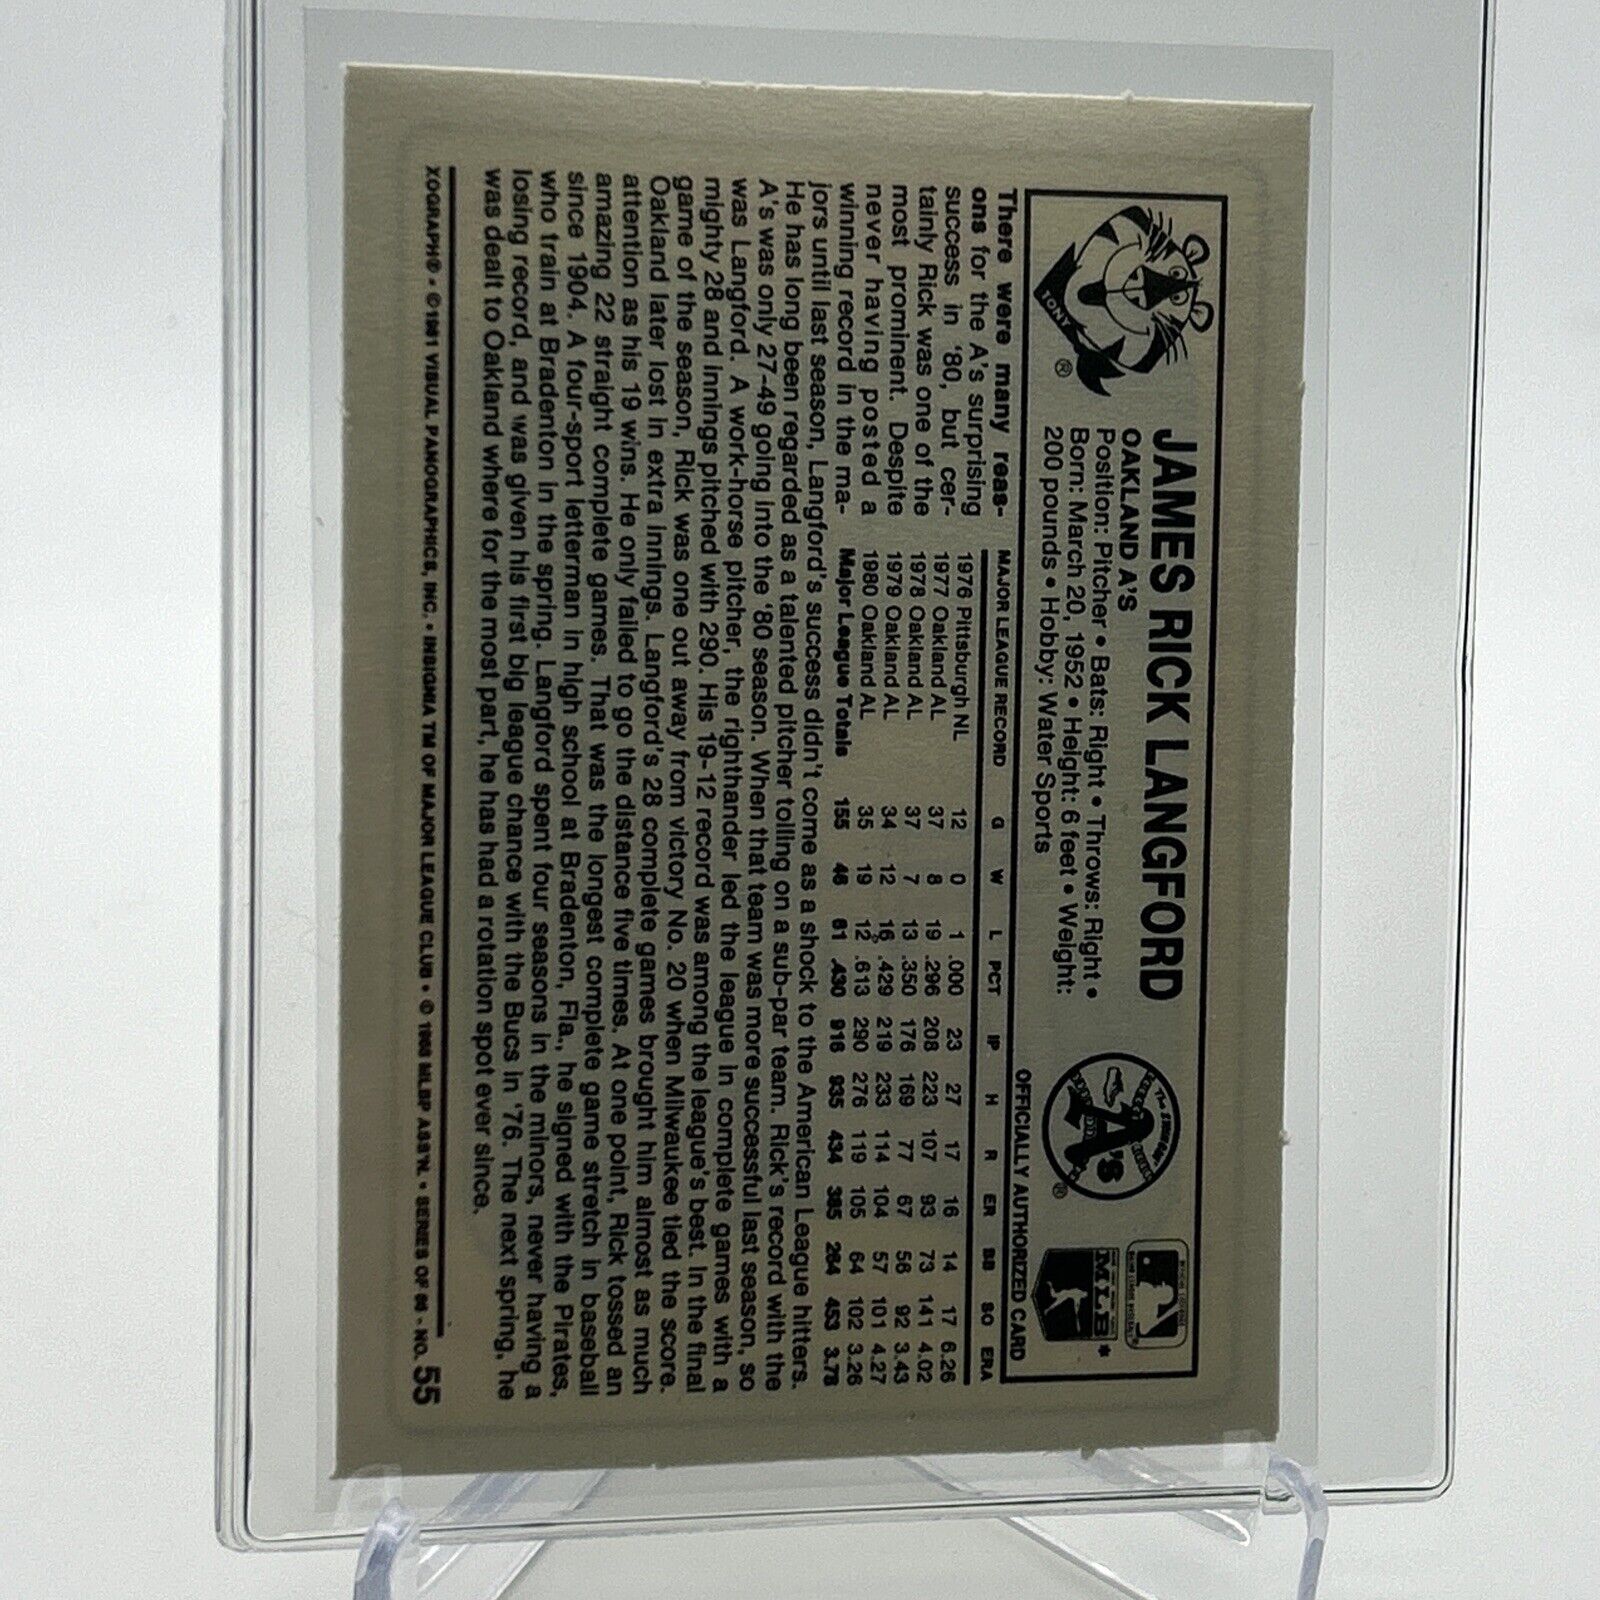 TONY
®
JAMES RICK LANGFORD
OAKLAND A'S
Position: Pitcher • Bats: Right • Throws: Right •
Born: March 20, 1952 • Height: 6 feet • Weight:
200 pounds • Hobby: Water Sports
A's
®
MLB*
OFFICIALLY AUTHORIZED CARD
There were many reas-
ons for the A's surprising
success in '80, but cer-
tainly Rick was one of the
most prominent. Despite
never having posted a
winning record in the ma-
MAJOR LEAGUE RECORD G W L PCT IP H R ER BB SO ERA
1976 Pittsburgh NL 12 0 1 .000 23 27 17 16 14 17 6.26
1977 Oakland AL 37 8 19 .296 208 223 107 93 73 141 4.02
1978 Oakland AL 37 7 13 .350 176 169 77 67 56 92 3.43
1979 Oakland AL 34 12 16 .429 219 233 114 104 57 101 4.27
1980 Oakland AL 35 19 12 .613 290 276 119 105 64 102 3.26
Major League Totals 155 46 61 .430 916 935 434 385 264 453 3.78
jors until last season, Langford's success didn't come as a shock to the American League hitters.
He has long been regarded as a talented pitcher toiling on a sub-par team. Rick's record with the
A's was only 27-49 going into the '80 season. When that team was more successful last season, so
was Langford. A work-horse pitcher, the righthander led the league in complete games with a
mighty 28 and innings pitched with 290. His 19-12 record was among the league's best. In the final
game of the season, Rick was one out away from victory No. 20 when Milwaukee tied the score.
Oakland later lost in extra innings. Langford's 28 complete games brought him almost as much
attention as his 19 wins. He only failed to go the distance five times. At one point, Rick tossed an
amazing 22 straight complete games. That was the longest complete game stretch in baseball
since 1904. A four-sport letterman in high school at Bradenton, Fla., he signed with the Pirates,
who train at Bradenton in the spring. Langford spent four seasons in the minors, never having a
losing record, and was given his first big league chance with the Bucs in '76. The next spring, he
was dealt to Oakland where for the most part, he has had a rotation spot ever since.
XOGRAPH® • ©1981 VISUAL PANOGRAPHICS, INC. • INSIGNIA TM OF MAJOR LEAGUE CLUB • © 1968 MLBP ASS'N. • SERIES OF 66 - NO. 55